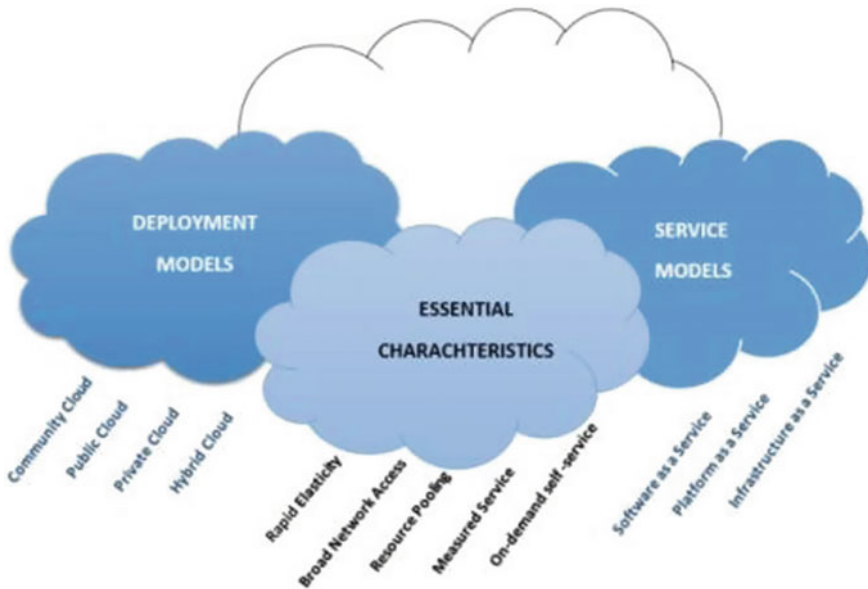 DEPLOYMENT
MODELS
SERVICE
MODELS
ESSENTIAL
CHARACHTERISTICS
Community Cloud
Public Cloud
Private Cloud
Hybrid Cloud
Rapid Elasticity
Broad Network Access
Resource Pooling
Measured Service
On-demand self -service
Software as a Service
Platform as a Service
Infrastructure as a Service